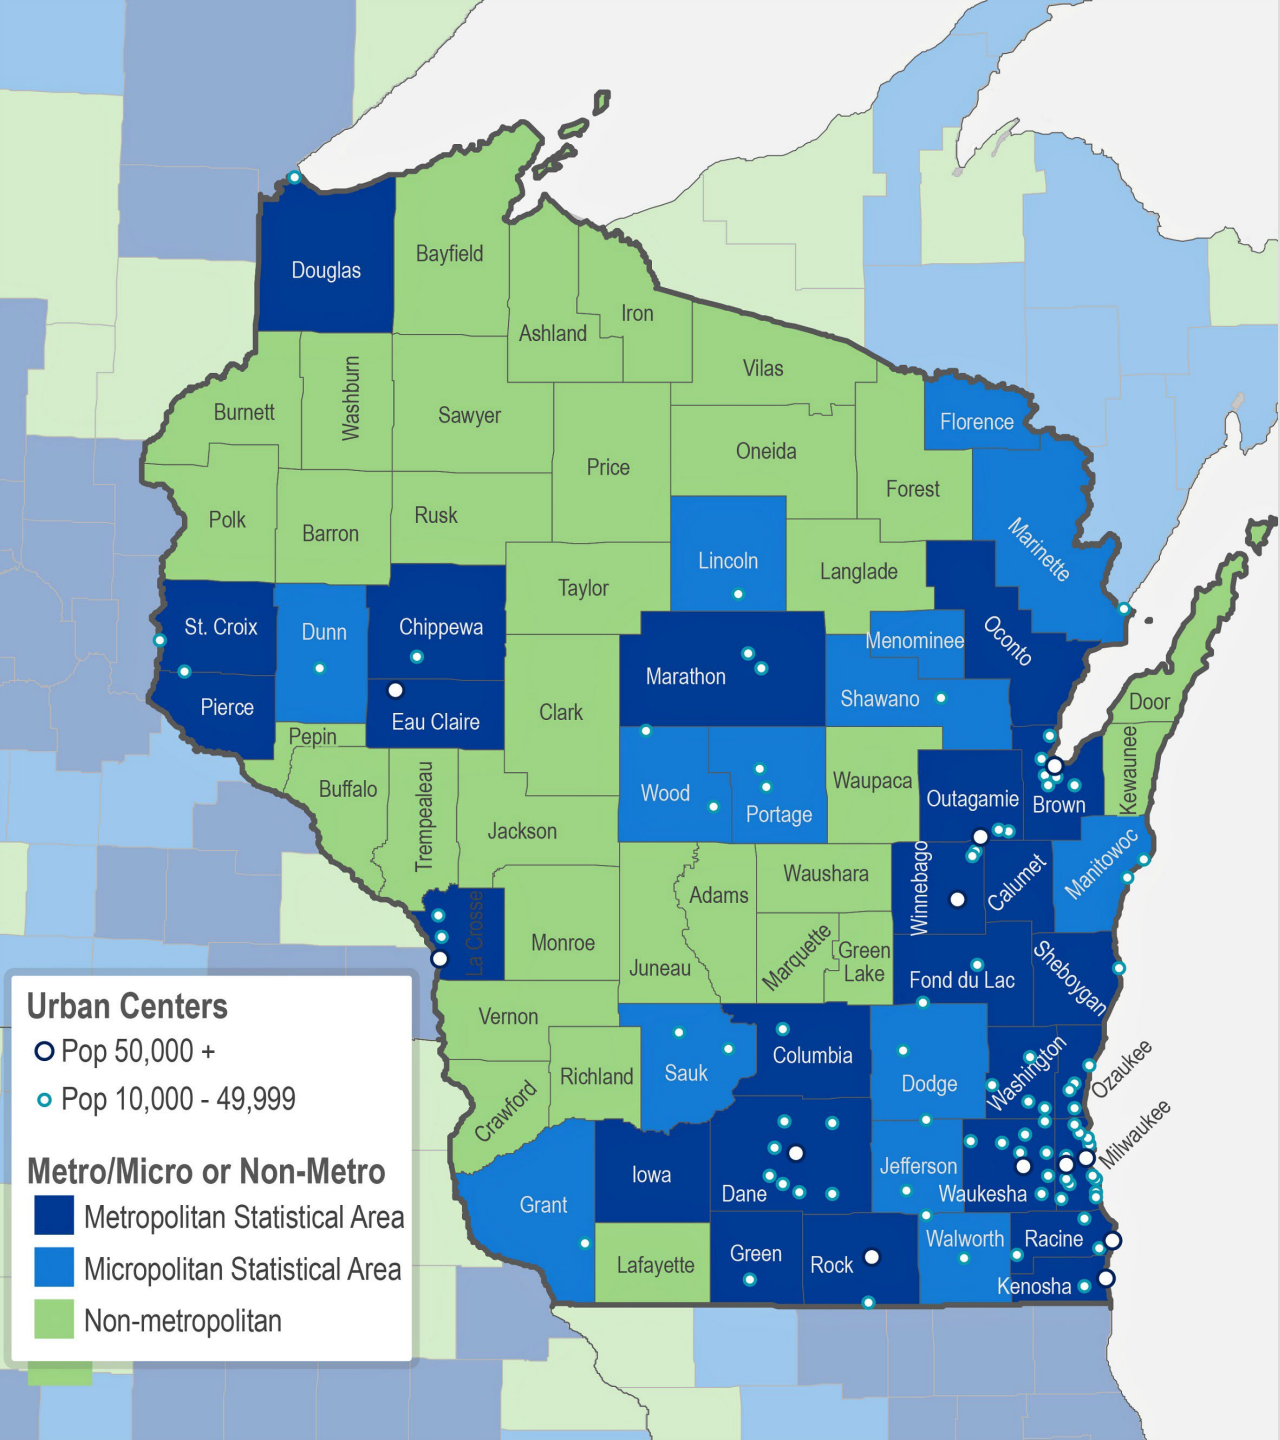 Douglas
Bayfield
Ashland
Iron
Vilas
Burnett
Washburn
Sawyer
Price
Oneida
Florence
Forest
Marinette
Polk
Barron
Rusk
Lincoln
Langlade
Taylor
St. Croix
Dunn
Chippewa
Marathon
Menominee
Oconto
Pierce
Eau Claire
Clark
Shawano
Door
Pepin
Buffalo
Trempealeau
Jackson
Wood
Portage
Waupaca
Outagamie
Brown
Kewaunee
Waushara
Adams
Winnebago
Calumet
Manitowoc
La Crosse
Monroe
Juneau
Marquette
Green
Lake
Fond du Lac
Sheboygan
Vernon
Richland
Crawford
Sauk
Columbia
Dodge
Washington
Ozaukee
Milwaukee
Grant
Iowa
Dane
Jefferson
Waukesha
Lafayette
Green
Rock
Walworth
Racine
Kenosha
Urban Centers
Pop 50,000 +
Pop 10,000 - 49,999
Metro/Micro or Non-Metro
Metropolitan Statistical Area
Micropolitan Statistical Area
Non-metropolitan